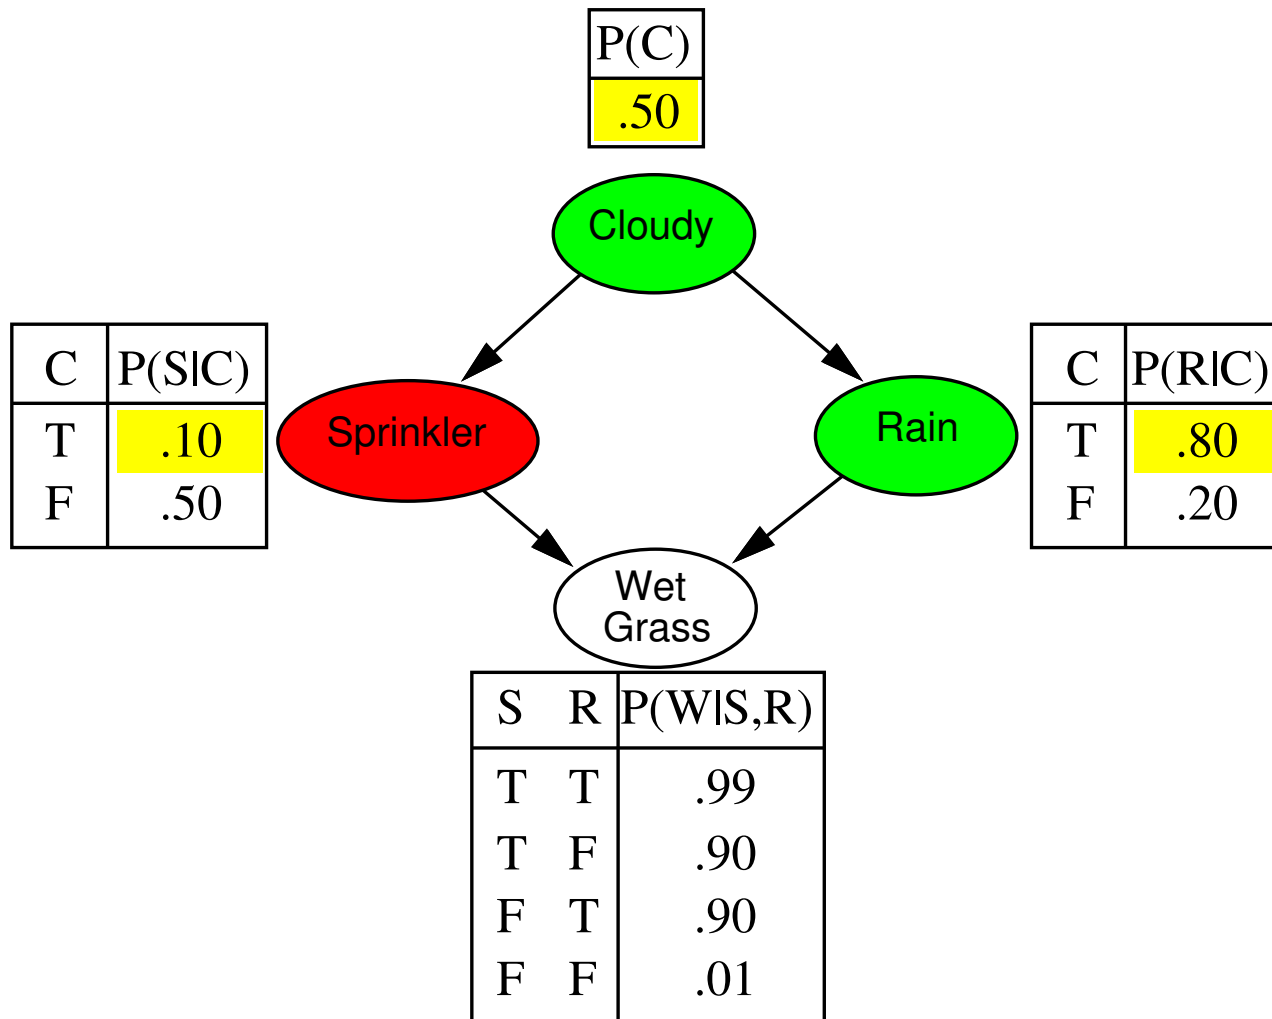 P(C)
.50
Cloudy
C P(S|C)
T .10
F .50
Sprinkler
Rain
C P(R|C)
T .80
F .20
Wet
Grass
S R P(W|S,R)
T T .99
T F .90
F T .90
F F .01